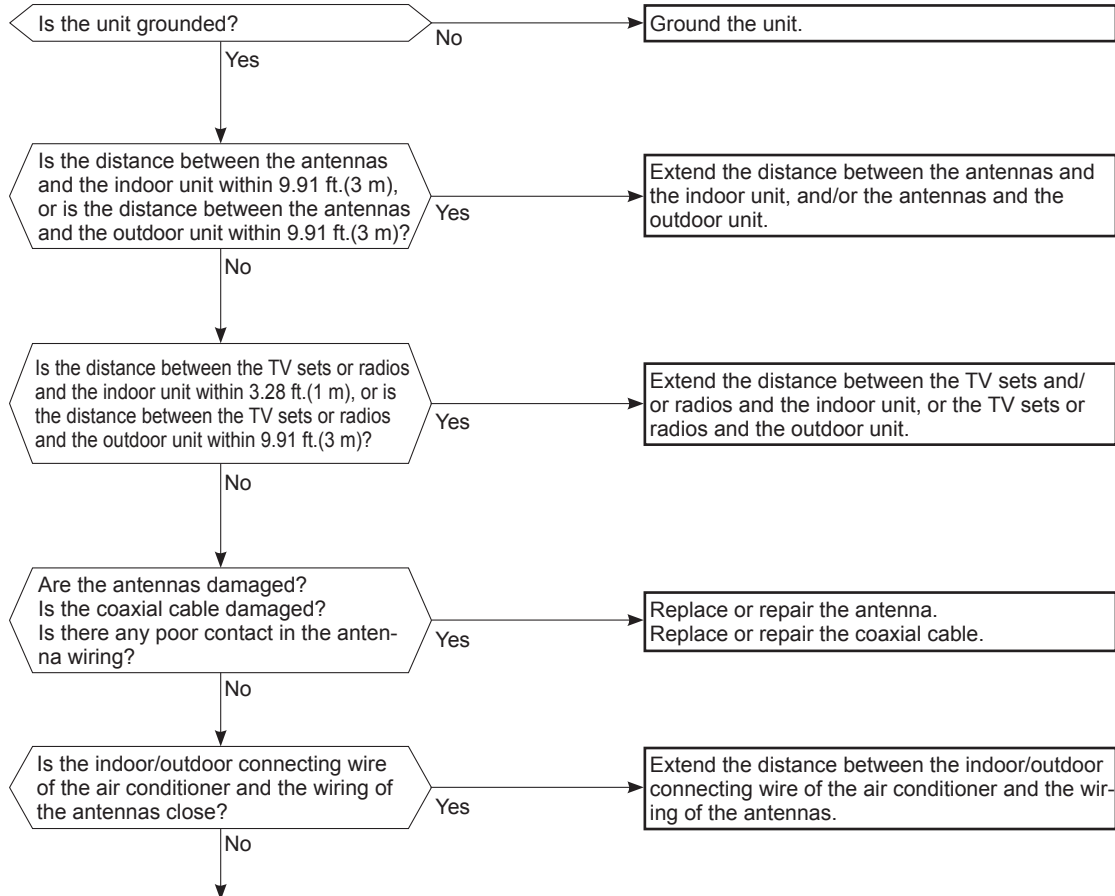 Is the unit grounded?
No
Ground the unit.
Yes
Is the distance between the antennas
and the indoor unit within 9.91 ft.(3 m),
or is the distance between the antennas
and the outdoor unit within 9.91 ft.(3 m)?
Yes
Extend the distance between the antennas and
the indoor unit, and/or the antennas and the
outdoor unit.
No
Is the distance between the TV sets or radios
and the indoor unit within 3.28 ft.(1 m), or is
the distance between the TV sets or radios
and the outdoor unit within 9.91 ft.(3 m)?
Yes
Extend the distance between the TV sets and/
or radios and the indoor unit, or the TV sets or
radios and the outdoor unit.
No
Are the antennas damaged?
Is the coaxial cable damaged?
Is there any poor contact in the anten-
na wiring?
Yes
Replace or repair the antenna.
Replace or repair the coaxial cable.
No
Is the indoor/outdoor connecting wire
of the air conditioner and the wiring of
the antennas close?
Yes
Extend the distance between the indoor/outdoor
connecting wire of the air conditioner and the wir-
ing of the antennas.
No